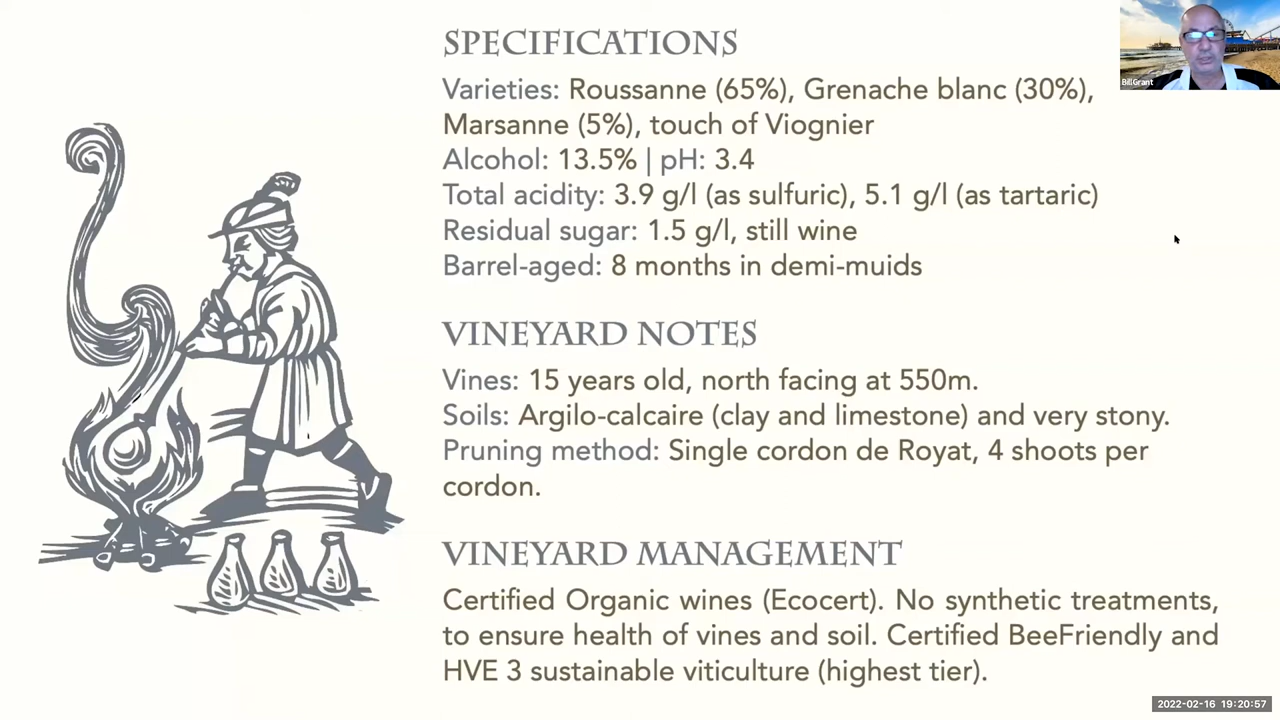 SPECIFICATIONS
Varieties: Roussanne (65%), Grenache blanc (30%),
Marsanne (5%), touch of Viognier
Alcohol: 13.5% | pH: 3.4
Total acidity: 3.9 g/l (as sulfuric), 5.1 g/l (as tartaric)
Residual sugar: 1.5 g/l, still wine
Barrel-aged: 8 months in demi-muids
VINEYARD NOTES
Vines: 15 years old, north facing at 550m.
Soils: Argilo-calcaire (clay and limestone) and very stony.
Pruning method: Single cordon de Royat, 4 shoots per
cordon.
VINEYARD MANAGEMENT
Certified Organic wines (Ecocert). No synthetic treatments,
to ensure health of vines and soil. Certified BeeFriendly and
HVE 3 sustainable viticulture (highest tier).
BillGrant
2022-02-16 19:20:57